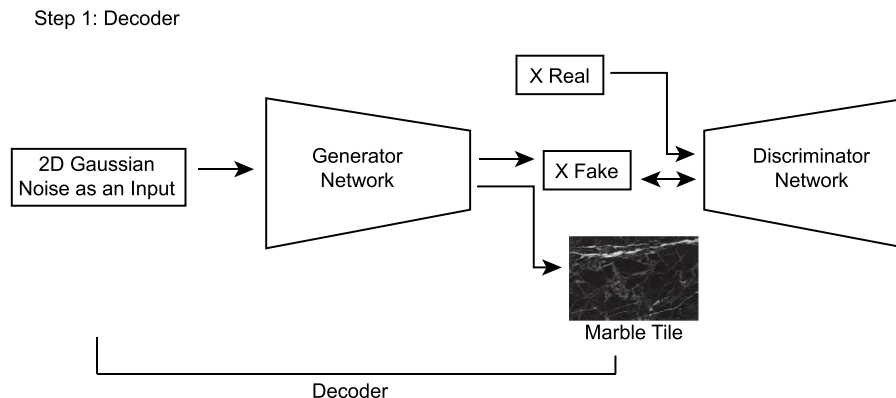 Step 1: Decoder
X Real
2D Gaussian
Noise as an Input
Generator
Network
X Fake
Discriminator
Network
Marble Tile
Decoder